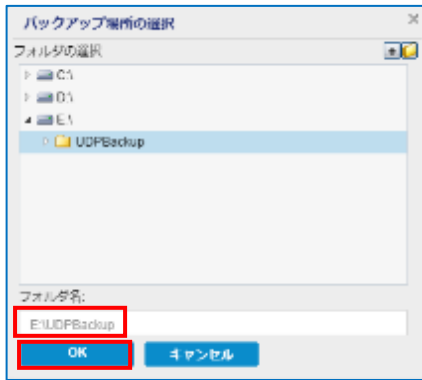 バックアップ場所の選択
フォルダの選択
C:\
D:\
E:\
UDPBackup
フォルダ名:
E:\UDPBackup
OK
キャンセル